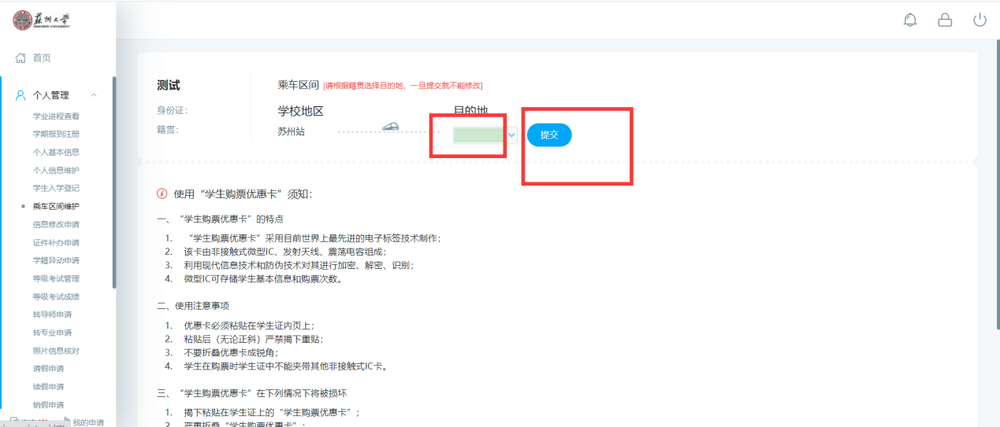 蘇州大学
SOOCHOW UNIVERSITY
首页
个人管理
学业进程查看
学期报到注册
个人基本信息
个人信息维护
学生入学登记
乘车区间维护
信息修改申请
证件补办申请
学籍异动申请
等级考试管理
等级考试成绩
转导师申请
转专业申请
照片信息核对
请假申请
续假申请
销假申请
我的申请
测试
身份证：
籍贯：
乘车区间 [请根据籍贯选择目的地，一旦提交就不能修改]
学校地区
目的地
苏州站
提交
使用“学生购票优惠卡”须知：
一、“学生购票优惠卡”的特点
1. “学生购票优惠卡”采用目前世界上最先进的电子标签技术制作；
2. 该卡由非接触式微型IC、发射天线、震荡电容组成；
3. 利用现代信息技术和防伪技术对其进行加密、解密、识别；
4. 微型IC可存储学生基本信息和购票次数。
二、使用注意事项
1. 优惠卡必须粘贴在学生证内页上；
2. 粘贴后（无论正斜）严禁揭下重贴；
3. 不要折叠优惠卡成锐角；
4. 学生在购票时学生证中不能夹带其他非接触式IC卡。
三、“学生购票优惠卡”在下列情况下将被损坏
1. 揭下粘贴在学生证上的“学生购票优惠卡”；
2. 严重折叠“学生购票优惠卡”；